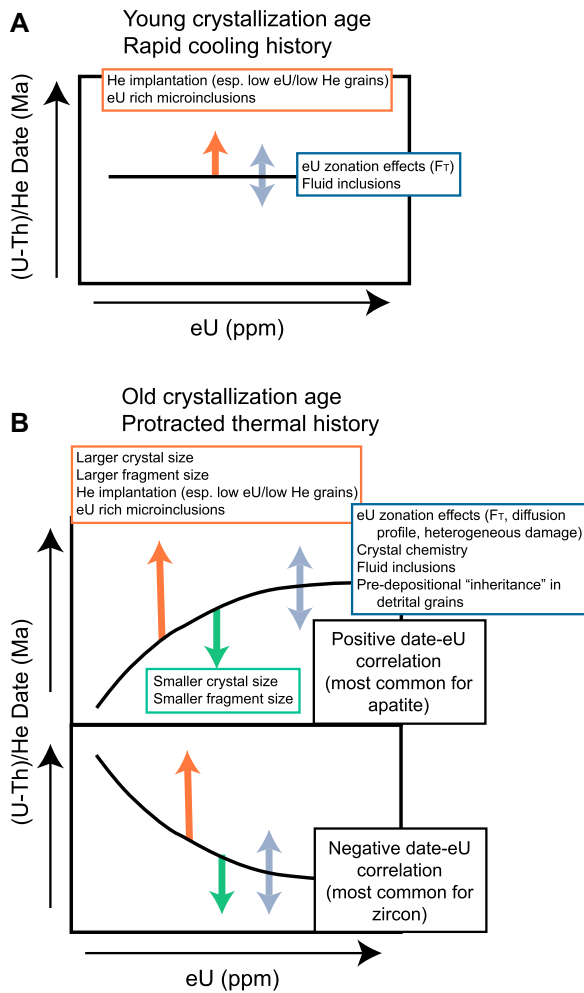 A
Young crystallization age
Rapid cooling history
He implantation (esp. low eU/low He grains)
eU rich microinclusions
eU zonation effects (FT)
Fluid inclusions
(U-Th)/He Date (Ma)
eU (ppm)
B
Old crystallization age
Protracted thermal history
Larger crystal size
Larger fragment size
He implantation (esp. low eU/low He grains)
eU rich microinclusions
eU zonation effects (FT, diffusion
profile, heterogeneous damage)
Crystal chemistry
Fluid inclusions
Pre-depositional “inheritance” in
detrital grains
Smaller crystal size
Smaller fragment size
Positive date-eU
correlation
(most common for
apatite)
(U-Th)/He Date (Ma)
Negative date-eU
correlation
(most common for
zircon)
eU (ppm)